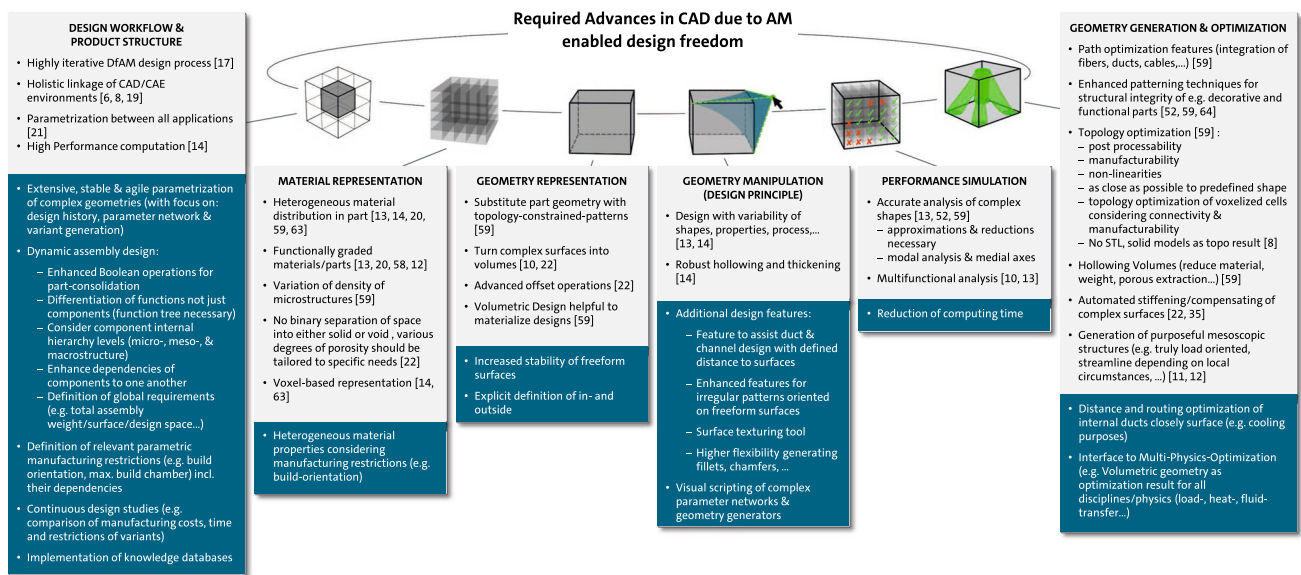 Required Advances in CAD due to AM
enabled design freedom
DESIGN WORKFLOW &
PRODUCT STRUCTURE
• Highly iterative DfAM design process [17]
• Holistic linkage of CAD/CAE
environments [6, 8, 19]
• Parametrization between all applications
[21]
• High Performance computation [14]
• Extensive, stable & agile parametrization
of complex geometries (with focus on:
design history, parameter network &
variant generation)
• Dynamic assembly design:
– Enhanced Boolean operations for
part-consolidation
– Differentiation of functions not just
components (function tree necessary)
– Consider component internal
hierarchy levels (micro-, meso-, &
macrostructure)
– Enhance dependencies of
components to one another
– Definition of global requirements
(e.g. total assembly
weight/surface/design space...)
• Definition of relevant parametric
manufacturing restrictions (e.g. build
orientation, max. build chamber) incl.
their dependencies
• Continuous design studies (e.g.
comparison of manufacturing costs, time
and restrictions of variants)
• Implementation of knowledge databases
MATERIAL REPRESENTATION
• Heterogeneous material
distribution in part [13, 14, 20,
59, 63]
• Functionally graded
materials/parts [13, 20, 58, 12]
• Variation of density of
microstructures [59]
• No binary separation of space
into either solid or void , various
degrees of porosity should be
tailored to specific needs [22]
• Voxel-based representation [14,
63]
• Heterogeneous material
properties considering
manufacturing restrictions (e.g.
build-orientation)
GEOMETRY REPRESENTATION
• Substitute part geometry with
topology-constrained-patterns
[59]
• Turn complex surfaces into
volumes [10, 22]
• Advanced offset operations [22]
• Volumetric Design helpful to
materialize designs [59]
• Increased stability of freeform
surfaces
• Explicit definition of in- and
outside
GEOMETRY MANIPULATION
(DESIGN PRINCIPLE)
• Design with variability of
shapes, properties, process,...
[13, 14]
• Robust hollowing and thickening
[14]
• Additional design features:
– Feature to assist duct &
channel design with defined
distance to surfaces
– Enhanced features for
irregular patterns oriented
on freeform surfaces
– Surface texturing tool
– Higher flexibility generating
fillets, chamfers, ...
• Visual scripting of complex
parameter networks &
geometry generators
PERFORMANCE SIMULATION
• Accurate analysis of complex
shapes [13, 52, 59]
– approximations & reductions
necessary
– modal analysis & medial axes
• Multifunctional analysis [10, 13]
• Reduction of computing time
GEOMETRY GENERATION & OPTIMIZATION
• Path optimization features (integration of
fibers, ducts, cables,...) [59]
• Enhanced patterning techniques for
structural integrity of e.g. decorative and
functional parts [52, 59, 64]
• Topology optimization [59] :
– post processability
– manufacturability
– non-linearities
– as close as possible to predefined shape
– topology optimization of voxelized cells
considering connectivity &
manufacturability
– No STL, solid models as topo result [8]
• Hollowing Volumes (reduce material,
weight, porous extraction...) [59]
• Automated stiffening/compensating of
complex surfaces [22, 35]
• Generation of purposeful mesoscopic
structures (e.g. truly load oriented,
streamline depending on local
circumstances, ...) [11, 12]
• Distance and routing optimization of
internal ducts closely surface (e.g. cooling
purposes)
• Interface to Multi-Physics-Optimization
(e.g. Volumetric geometry as
optimization result for all
disciplines/physics (load-, heat-, fluid-
transfer...)